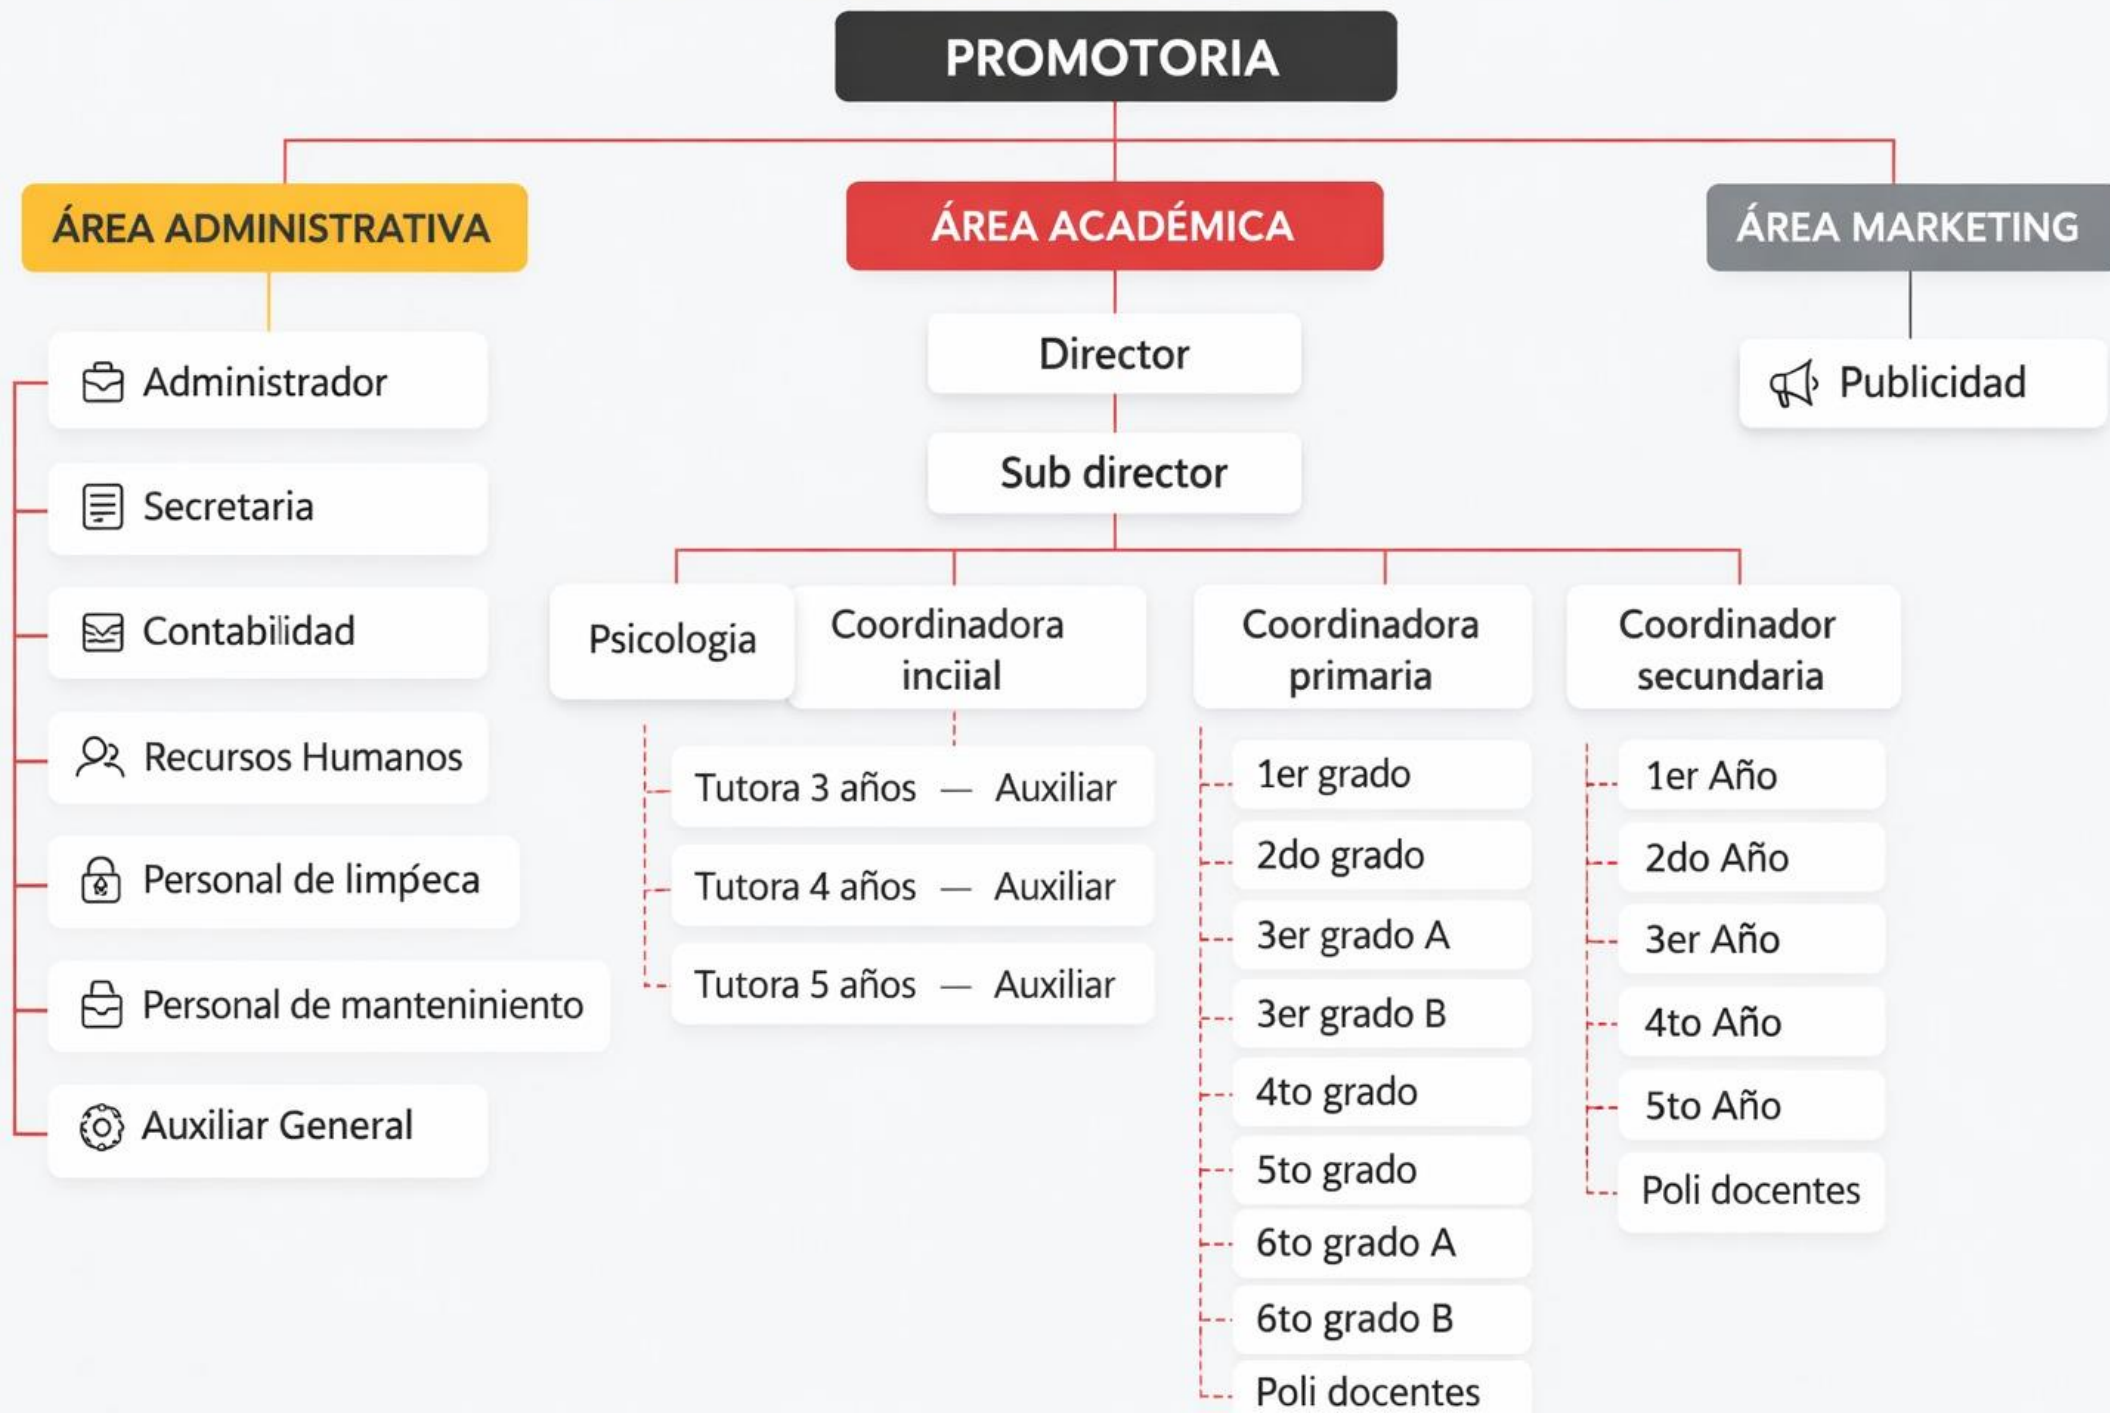 PROMOTORIA
ÁREA ADMINISTRATIVA
Administrador
Secretaria
Contabilidad
Recursos Humanos
Personal de limṕeca
Personal de manteniniento
Auxiliar General
ÁREA ACADÉMICA
Director
Sub director
Psicología
Coordinadora
inciial
Tutora 3 años — Auxiliar
Tutora 4 años — Auxiliar
Tutora 5 años — Auxiliar
Coordinadora
primaria
1er grado
2do grado
3er grado A
3er grado B
4to grado
5to grado
6to grado A
6to grado B
Poli docentes
Coordinador
secundaria
1er Año
2do Año
3er Año
4to Año
5to Año
Poli docentes
ÁREA MARKETING
Publicidad